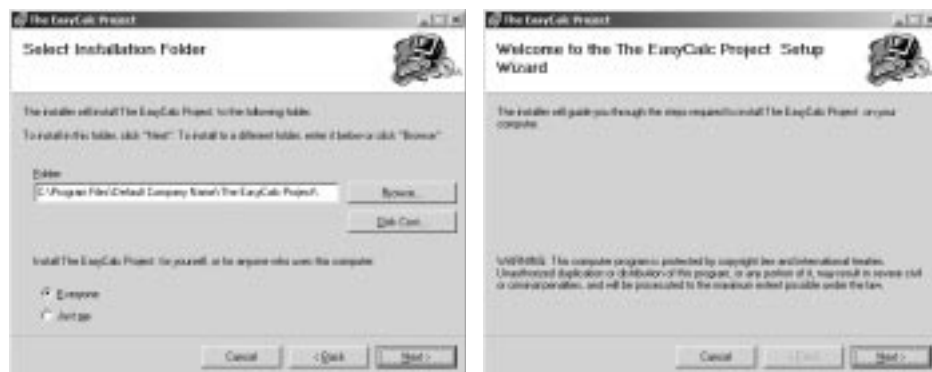 The EasyCalc Project
Select Installation Folder
The installer will install The EasyCalc Project to the following folder.
To install in this folder, click "Next". To install to a different folder, enter it below or click "Browse".
Folder:
C:\Program Files\Default Company Name\The EasyCalc Project\
Browse...
Disk Cost...
Install The EasyCalc Project for yourself, or for anyone who uses this computer:
Everyone
Just me
Cancel
< Back
Next >
The EasyCalc Project
Welcome to the The EasyCalc Project Setup
Wizard
The installer will guide you through the steps required to install The EasyCalc Project on your
computer.
WARNING: This computer program is protected by copyright law and international treaties.
Unauthorized duplication or distribution of this program, or any portion of it, may result in severe civil
or criminal penalties, and will be prosecuted to the maximum extent possible under the law.
Cancel
< Back
Next >